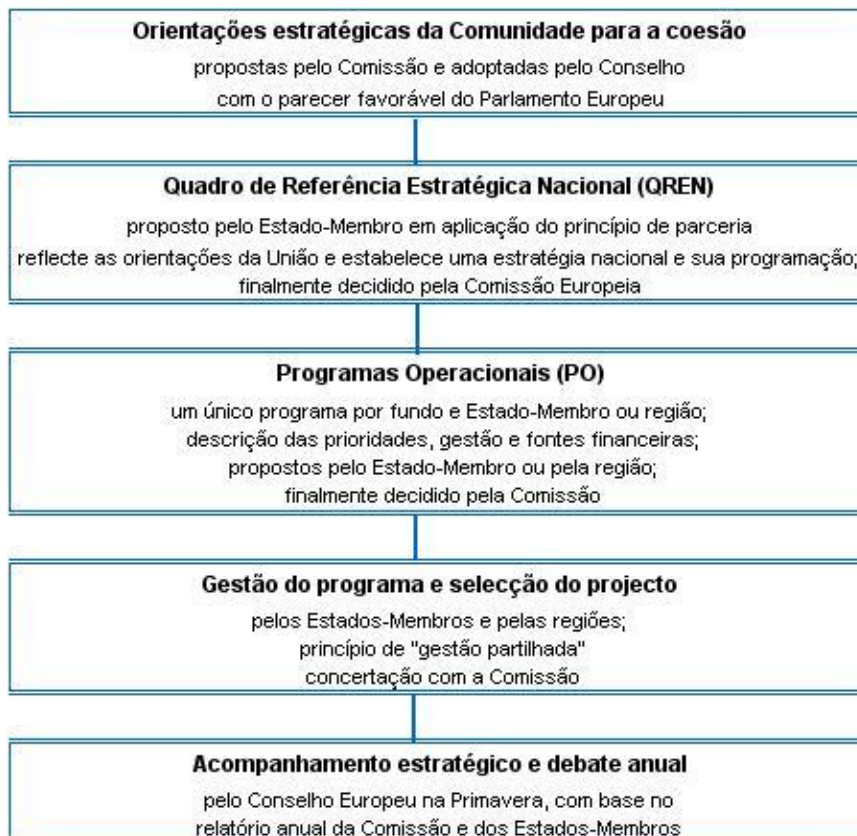 Orientações estratégicas da Comunidade para a coesão
propostas pelo Comissão e adoptadas pelo Conselho
com o parecer favorável do Parlamento Europeu
Quadro de Referência Estratégica Nacional (QREN)
proposto pelo Estado-Membro em aplicação do princípio de parceria
reflecte as orientações da União e estabelece uma estratégia nacional e sua programação;
finalmente decidido pela Comissão Europeia
Programas Operacionais (PO)
um único programa por fundo e Estado-Membro ou região;
descrição das prioridades, gestão e fontes financeiras;
propostos pelo Estado-Membro ou pela região;
finalmente decidido pela Comissão
Gestão do programa e selecção do projecto
pelos Estados-Membros e pelas regiões;
princípio de "gestão partilhada"
concertação com a Comissão
Acompanhamento estratégico e debate anual
pelo Conselho Europeu na Primavera, com base no
relatório anual da Comissão e dos Estados-Membros